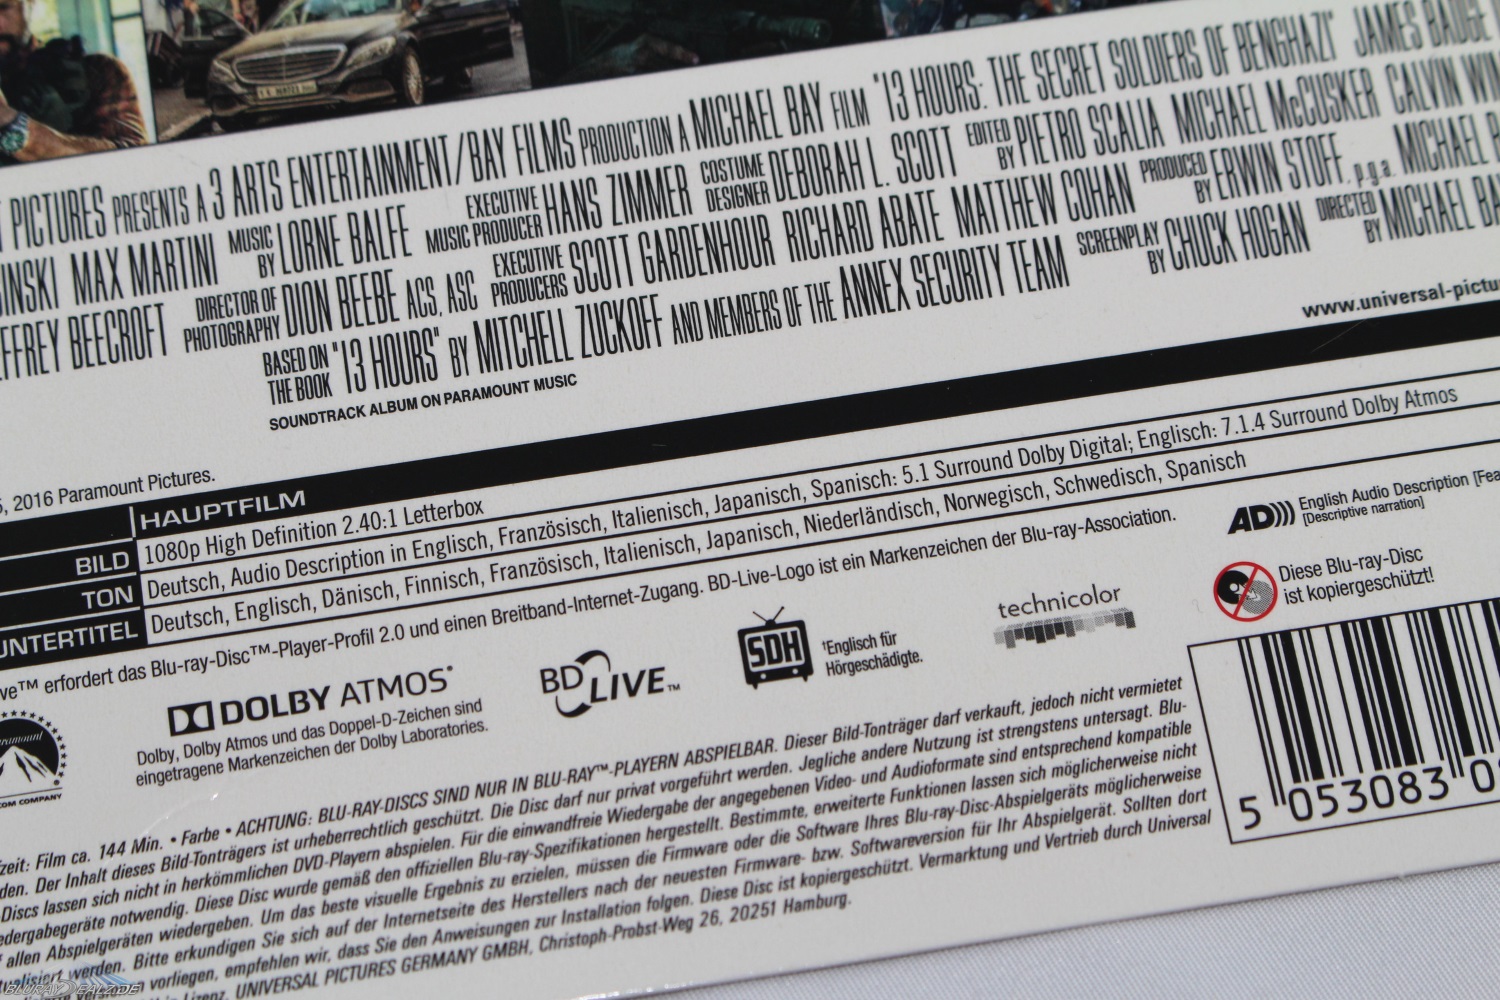 PICTURES PRESENTS A 3 ARTS ENTERTAINMENT/BAY FILMS PRODUCTION A MICHAEL BAY FILM "13 HOURS: THE SECRET SOLDIERS OF BENGHAZI" JAMES BADGE
MAX MARTINI MUSIC BY LORNE BALFE EXECUTIVE MUSIC PRODUCER HANS ZIMMER COSTUME DESIGNER DEBORAH L. SCOTT EDITED BY PIETRO SCALIA MICHAEL McCUSKER CALVIN
BEECROFT DIRECTOR OF PHOTOGRAPHY DION BEEBE ACS, ASC EXECUTIVE PRODUCERS SCOTT GARDENHOUR RICHARD ABATE MATTHEW COHAN PRODUCED BY ERWIN STOFF, p.g.a. MICHAEL
BASED ON THE BOOK "13 HOURS" BY MITCHELL ZUCKOFF AND MEMBERS OF THE ANNEX SECURITY TEAM SCREENPLAY BY CHUCK HOGAN DIRECTED BY MICHAEL
SOUNDTRACK ALBUM ON PARAMOUNT MUSIC
www.universal-pictu
, 2016 Paramount Pictures.
HAUPTFILM
BILD 1080p High Definition 2.40:1 Letterbox
TON Deutsch, Audio Description in Englisch, Französisch, Italienisch, Japanisch, Spanisch: 5.1 Surround Dolby Digital; Englisch: 7.1.4 Surround Dolby Atmos
UNTERTITEL Deutsch, Englisch, Dänisch, Finnisch, Französisch, Italienisch, Japanisch, Niederländisch, Norwegisch, Schwedisch, Spanisch
ve™ erfordert das Blu-ray-Disc™-Player-Profil 2.0 und einen Breitband-Internet-Zugang. BD-Live-Logo ist ein Markenzeichen der Blu-ray-Association.
AD))) English Audio Description [Fea
[Descriptive narration]
DOLBY ATMOS
Dolby, Dolby Atmos und das Doppel-D-Zeichen sind
eingetragene Markenzeichen der Dolby Laboratories.
BD LIVE™
SDH
†Englisch für
Hörgeschädigte.
technicolor
Diese Blu-ray-Disc
ist kopiergeschützt!
COM COMPANY
zeit: Film ca. 144 Min. • Farbe • ACHTUNG: BLU-RAY-DISCS SIND NUR IN BLU-RAY™-PLAYERN ABSPIELBAR. Dieser Bild-Tonträger darf verkauft, jedoch nicht vermietet
den. Der Inhalt dieses Bild-Tonträgers ist urheberrechtlich geschützt. Die Disc darf nur privat vorgeführt werden. Jegliche andere Nutzung ist strengstens untersagt. Blu-
Discs lassen sich nicht in herkömmlichen DVD-Playern abspielen. Für die einwandfreie Wiedergabe der angegebenen Video- und Audioformate sind entsprechend kompatible
edergabegeräte notwendig. Diese Disc wurde gemäß den offiziellen Blu-ray-Spezifikationen hergestellt. Bestimmte, erweiterte Funktionen lassen sich möglicherweise nicht
allen Abspielgeräten wiedergeben. Um das beste visuelle Ergebnis zu erzielen, müssen die Firmware oder die Software Ihres Blu-ray-Disc-Abspielgeräts möglicherweise
werden. Bitte erkundigen Sie sich auf der Internetseite des Herstellers nach der neuesten Firmware- bzw. Softwareversion für Ihr Abspielgerät. Sollten dort
vorliegen, empfehlen wir, dass Sie den Anweisungen zur Installation folgen. Diese Disc ist kopiergeschützt. Vermarktung und Vertrieb durch Universal
Lizenz. UNIVERSAL PICTURES GERMANY GMBH, Christoph-Probst-Weg 26, 20251 Hamburg.
5 053083 0